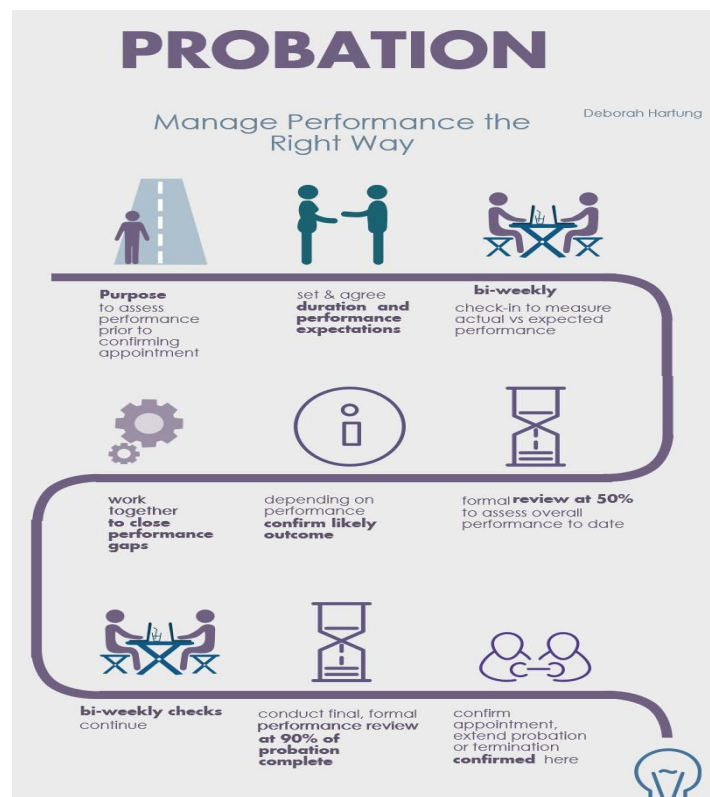 PROBATION
Manage Performance the
Right Way
Deborah Hartung
Purpose
to assess
performance
prior to
confirming
appointment
set & agree
duration and
performance
expectations
bi-weekly
check-in to measure
actual vs expected
performance
formal review at 50%
to assess overall
performance to date
depending on
performance
confirm likely
outcome
work
together
to close
performance
gaps
bi-weekly checks
continue
conduct final, formal
performance review
at 90% of
probation
complete
confirm
appointment,
extend probation
or termination
confirmed here